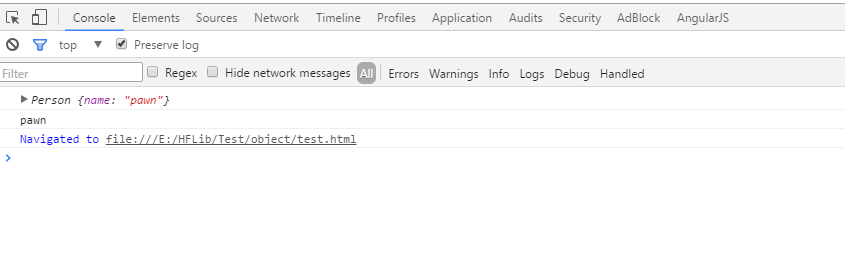 Console Elements Sources Network Timeline Profiles Application Audits Security AdBlock AngularJS
top Preserve log
Filter Regex Hide network messages All Errors Warnings Info Logs Debug Handled
Person {name: "pawn"}
pawn
Navigated to file:///E:/HFLib/Test/object/test.html